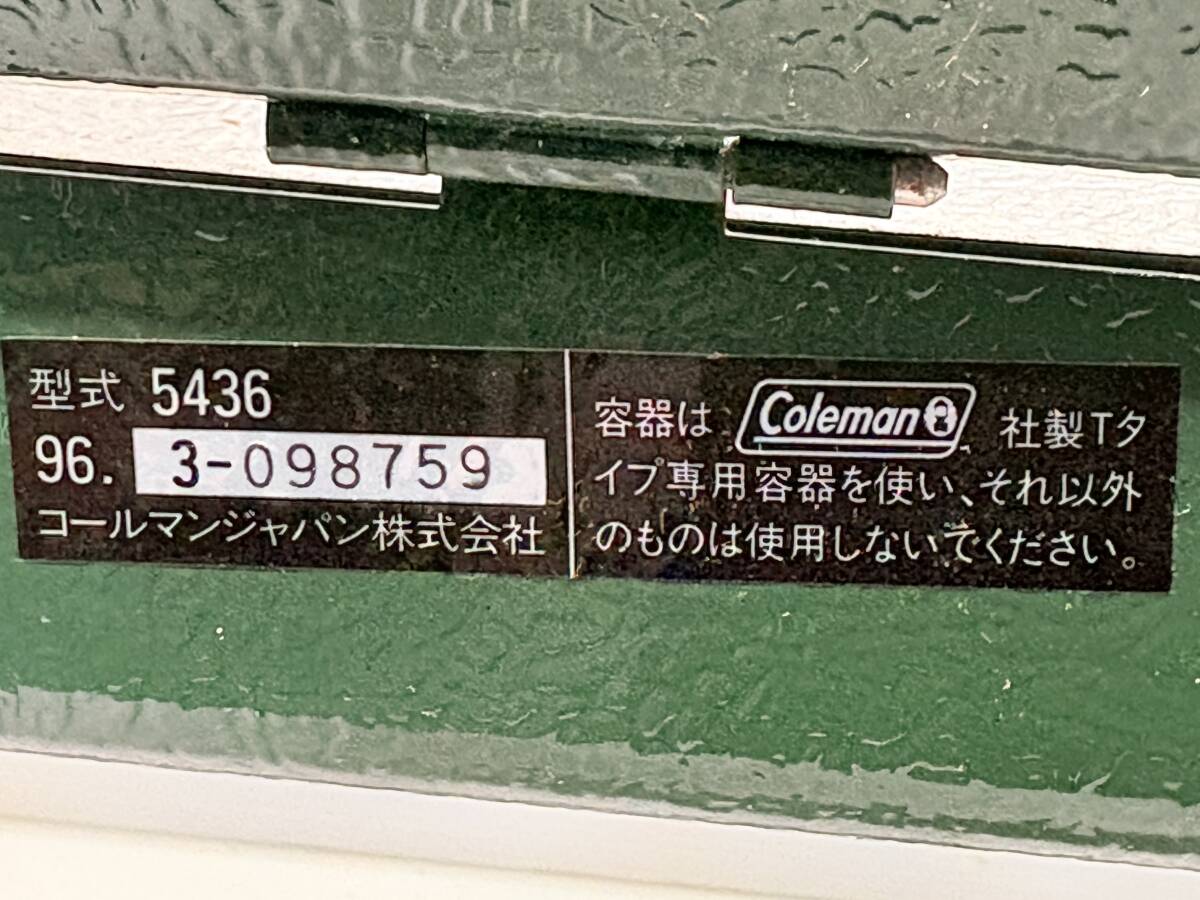 型式 5436
96. 3-098759
コールマンジャパン株式会社
容器は Coleman 社製Tタ
イプ専用容器を使い、それ以外
のものは使用しないでください。